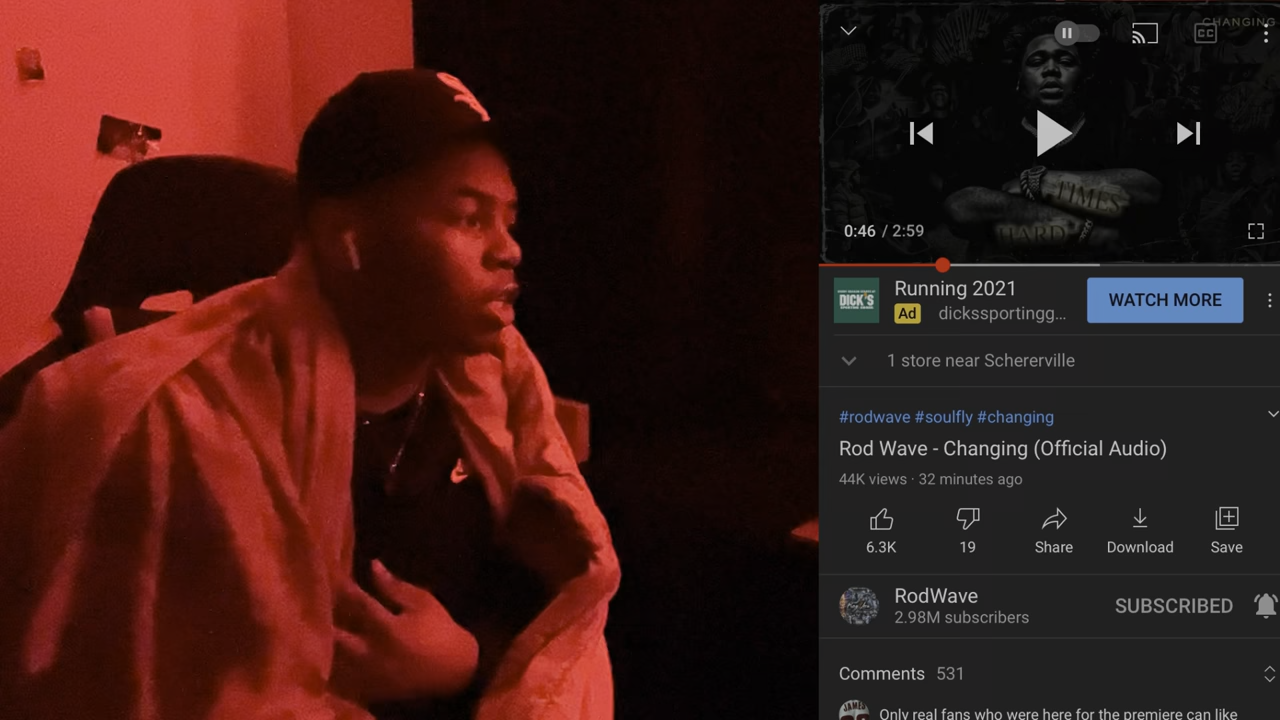 CHANGING
CC
TIMES
HARD
0:46 / 2:59
DICK'S
Running 2021
Ad dickssportingg...
WATCH MORE
1 store near Schererville
#rodwave #soulfly #changing
Rod Wave - Changing (Official Audio)
44K views · 32 minutes ago
6.3K 19 Share Download Save
RodWave
2.98M subscribers
SUBSCRIBED
Comments 531
Only real fans who were here for the premiere can like